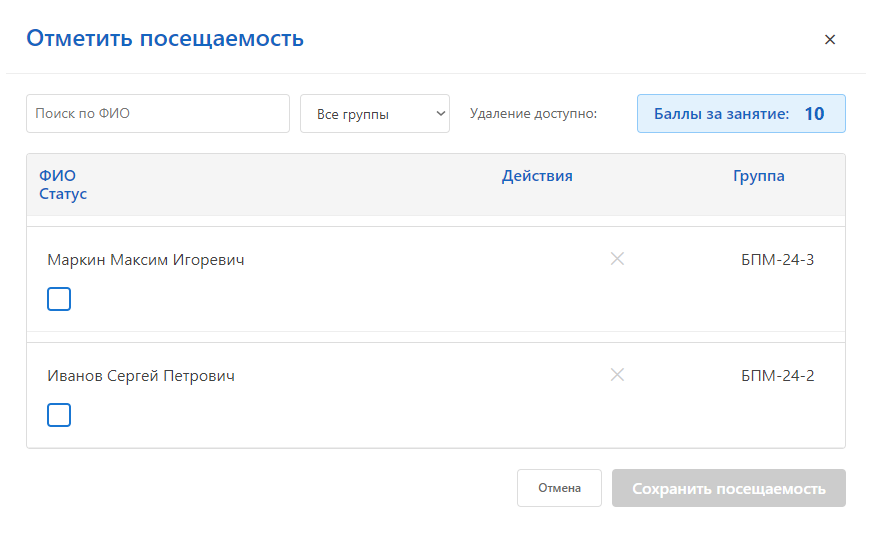 Отметить посещаемость
×
Поиск по ФИО
Все группы
Удаление доступно:
Баллы за занятие: 10
ФИО Действия Группа
Статус
Маркин Максим Игоревич БПМ-24-3
Иванов Сергей Петрович БПМ-24-2
Отмена
Сохранить посещаемость